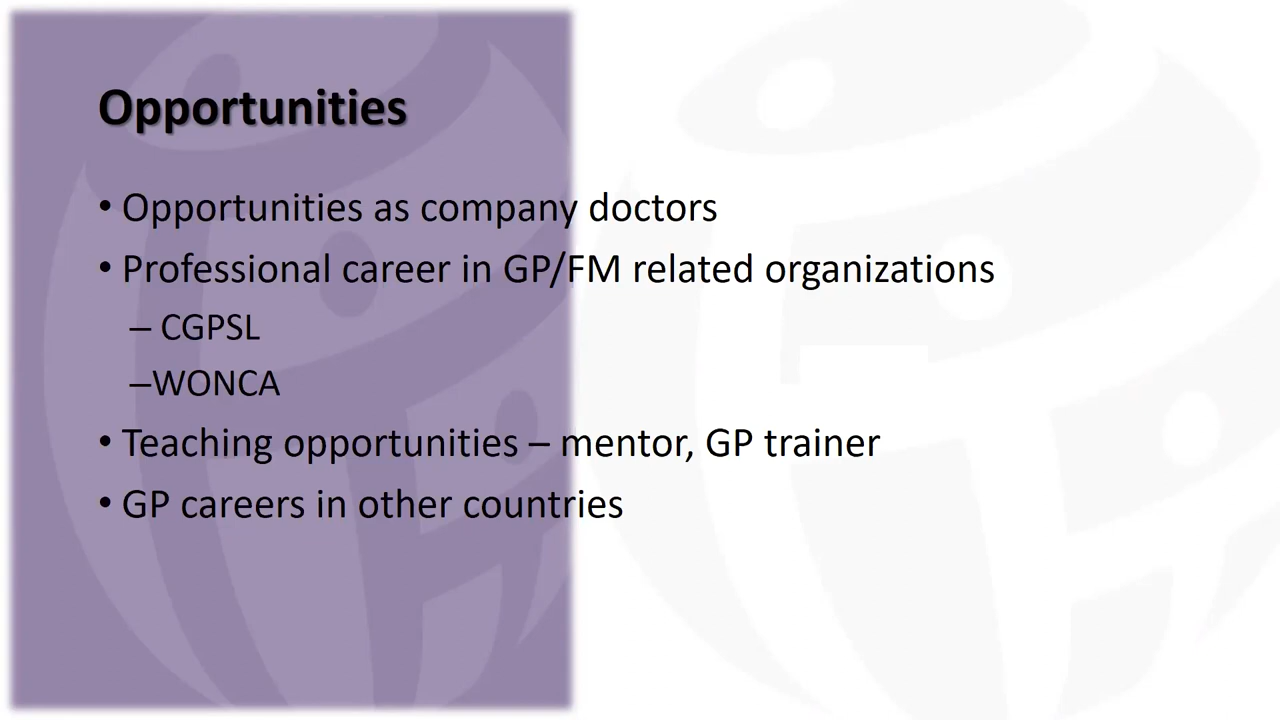 Opportunities
• Opportunities as company doctors
• Professional career in GP/FM related organizations
– CGPSL
–WONCA
• Teaching opportunities – mentor, GP trainer
• GP careers in other countries